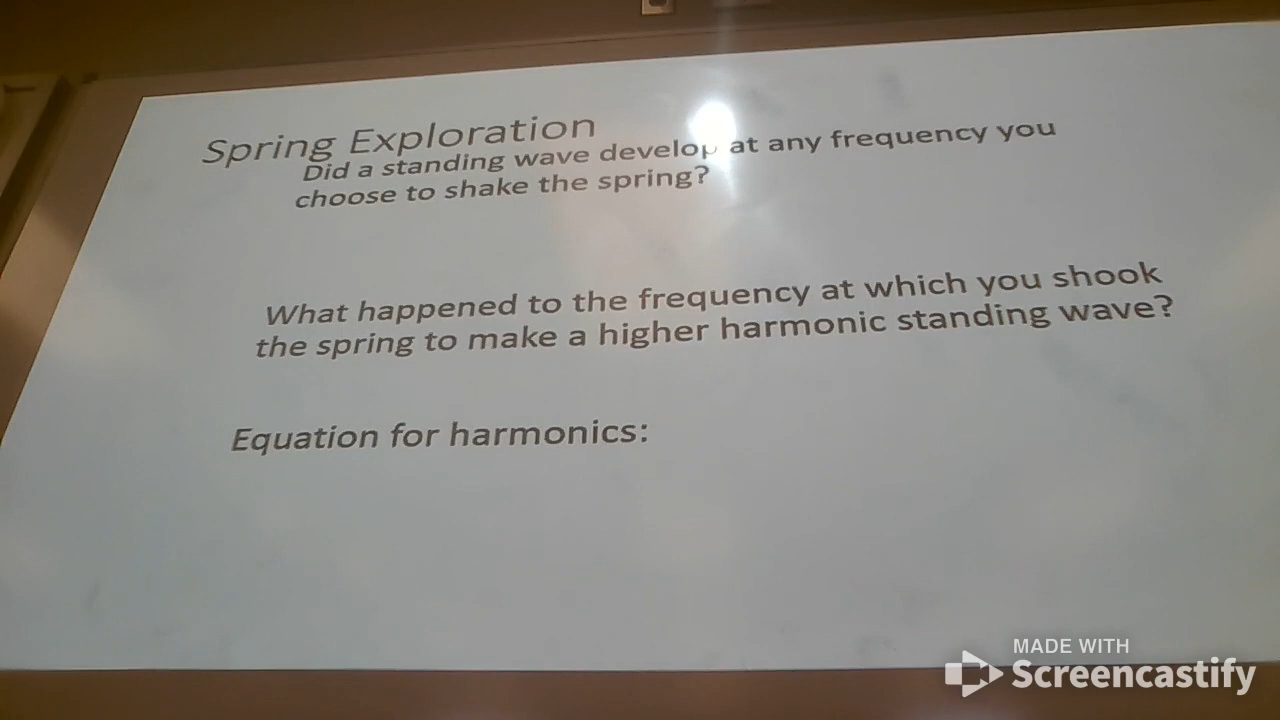 Spring Exploration
Did a standing wave develop at any frequency you
choose to shake the spring?
What happened to the frequency at which you shook
the spring to make a higher harmonic standing wave?
Equation for harmonics:
MADE WITH
Screencastify